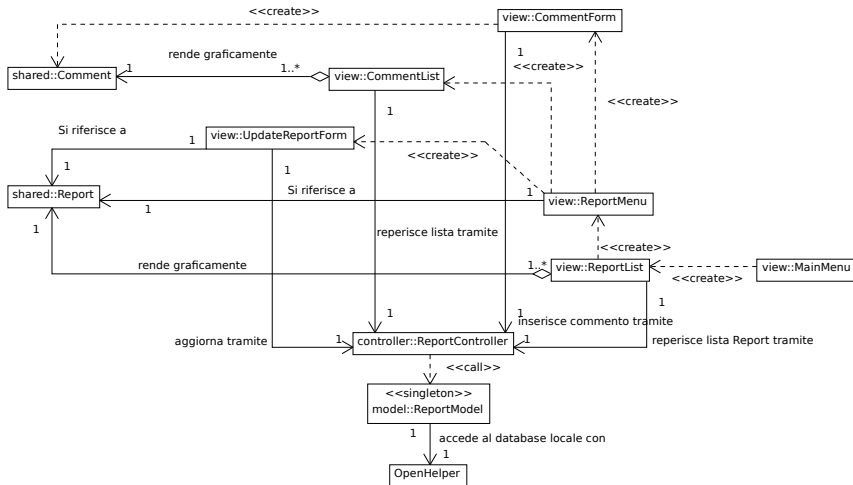 <<create>>
view::CommentForm
rende graficamente
1
1
1..*
<<create>>
shared::Comment
view::CommentList
<<create>>
1
Si riferisce a
1
view::UpdateReportForm
1
<<create>>
1
shared::Report
Si riferisce a
1
1
view::ReportMenu
1
reperisce lista tramite
<<create>>
rende graficamente
1..*
view::ReportList
view::MainMenu
<<create>>
1
1
1
inserisce commento tramite
aggiorna tramite
1
controller::ReportController
1
reperisce lista Report tramite
<<call>>
<<singleton>>
model::ReportModel
1
accede al database locale con
1
OpenHelper